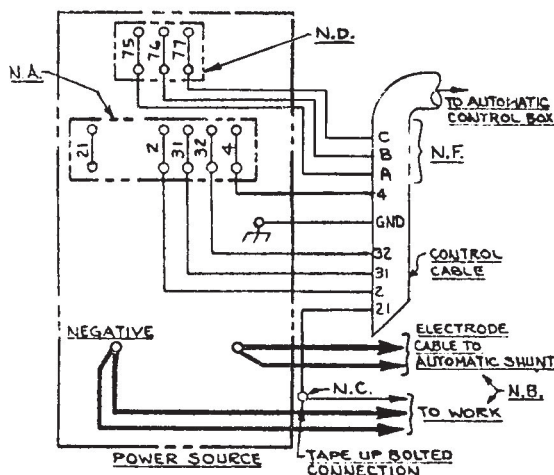 75 76 77
N.D.
N.A.
TO AUTOMATIC
CONTROL BOX
21 2 31 32 4
C
B
A
N.F.
4
GND
32
31
2
21
CONTROL
CABLE
NEGATIVE
ELECTRODE
CABLE TO
AUTOMATIC SHUNT
N.B.
N.C.
TO WORK
POWER SOURCE
TAPE UP BOLTED
CONNECTION